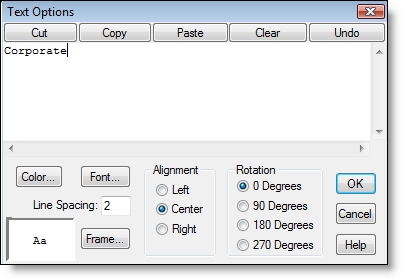 Text Options
Cut Copy Paste Clear Undo
Corporate
Color... Font...
Line Spacing: 2
Aa
Frame...
Alignment
Left
Center
Right
Rotation
0 Degrees
90 Degrees
180 Degrees
270 Degrees
OK
Cancel
Help